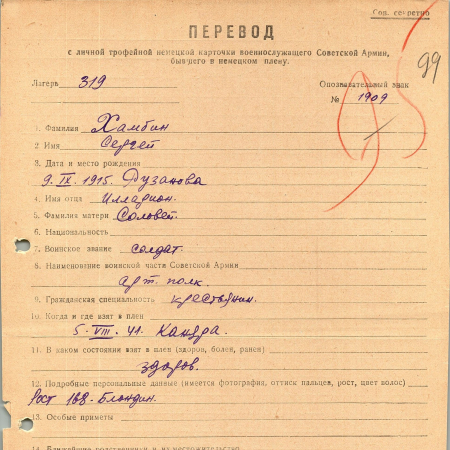 Сов. секретно
99
ПЕРЕВОД
с личной трофейной немецкой карточки военнослужащего Советской Армии,
бывшего в немецком плену.
Лагерь 319
Опознавательный знак
№ 1909
1. Фамилия Хамбин
2. Имя Сергей
3. Дата и место рождения
9. IX. 1915. Дузанова
4. Имя отца Илларион.
5. Фамилия матери Соловей.
6. Национальность
7. Воинское звание солдат
8. Наименование воинской части Советской Армии
арт. полк.
9. Гражданская специальность крестьянин.
10. Когда и где взят в плен
5. VIII. 41. Кандра.
11. В каком состоянии взят в плен (здоров, болен, ранен)
здоров.
12. Подробные персональные данные (имеется фотография, оттиск пальцев, рост, цвет волос)
Рост 168. Блондин.
13. Особые приметы
14. Ближайшие родственники и их местожительство